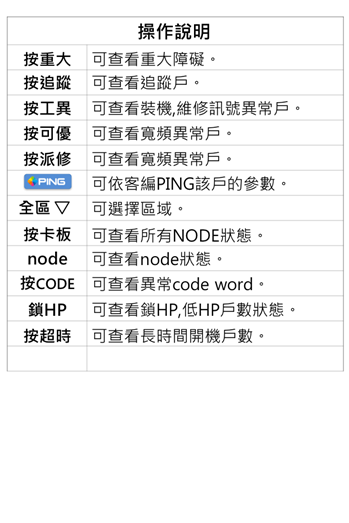 操作說明
按重大 可查看重大障礙。
按追蹤 可查看追蹤戶。
按工異 可查看裝機,維修訊號異常戶。
按可優 可查看寬頻異常戶。
按派修 可查看寬頻異常戶。
PING 可依客編PING該戶的參數。
全區 ▽ 可選擇區域。
按卡板 可查看所有NODE狀態。
node 可查看node狀態。
按CODE 可查看異常code word。
鎖HP 可查看鎖HP,低HP戶數狀態。
按超時 可查看長時間開機戶數。